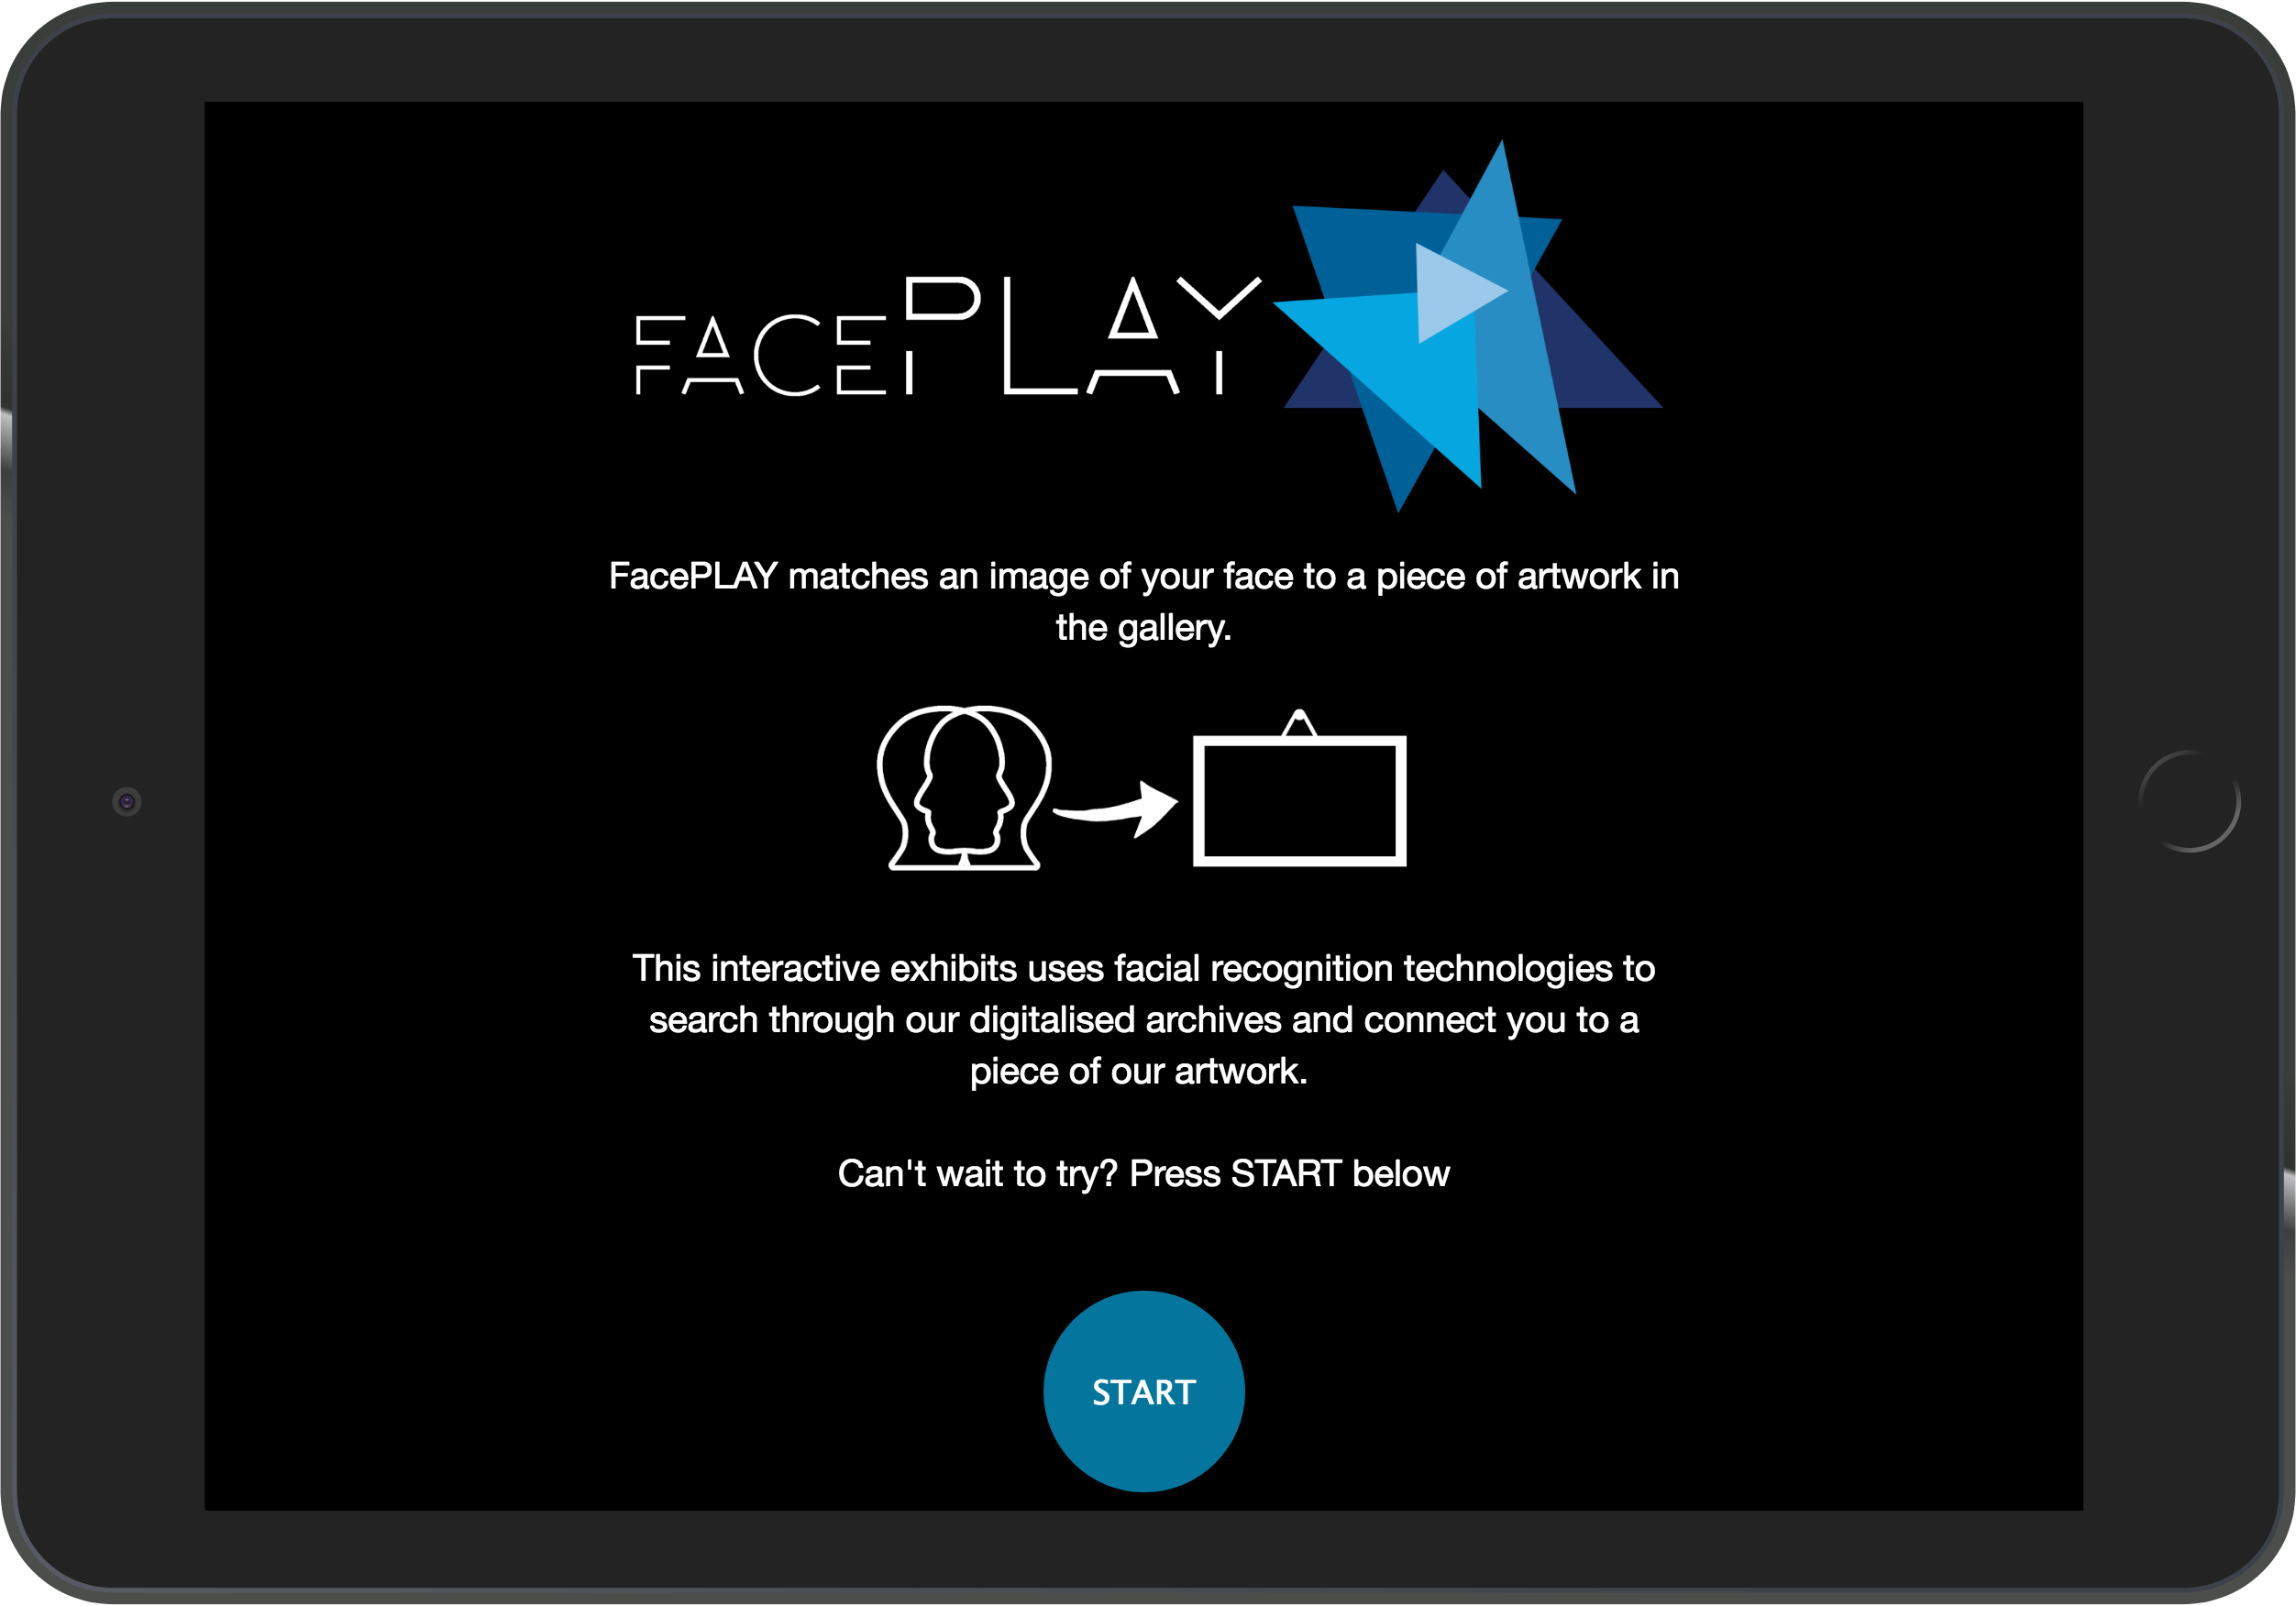 FACEPLAY
FacePLAY matches an image of your face to a piece of artwork in
the gallery.
This interactive exhibits uses facial recognition technologies to
search through our digitalised archives and connect you to a
piece of our artwork.
Can't wait to try? Press START below
START